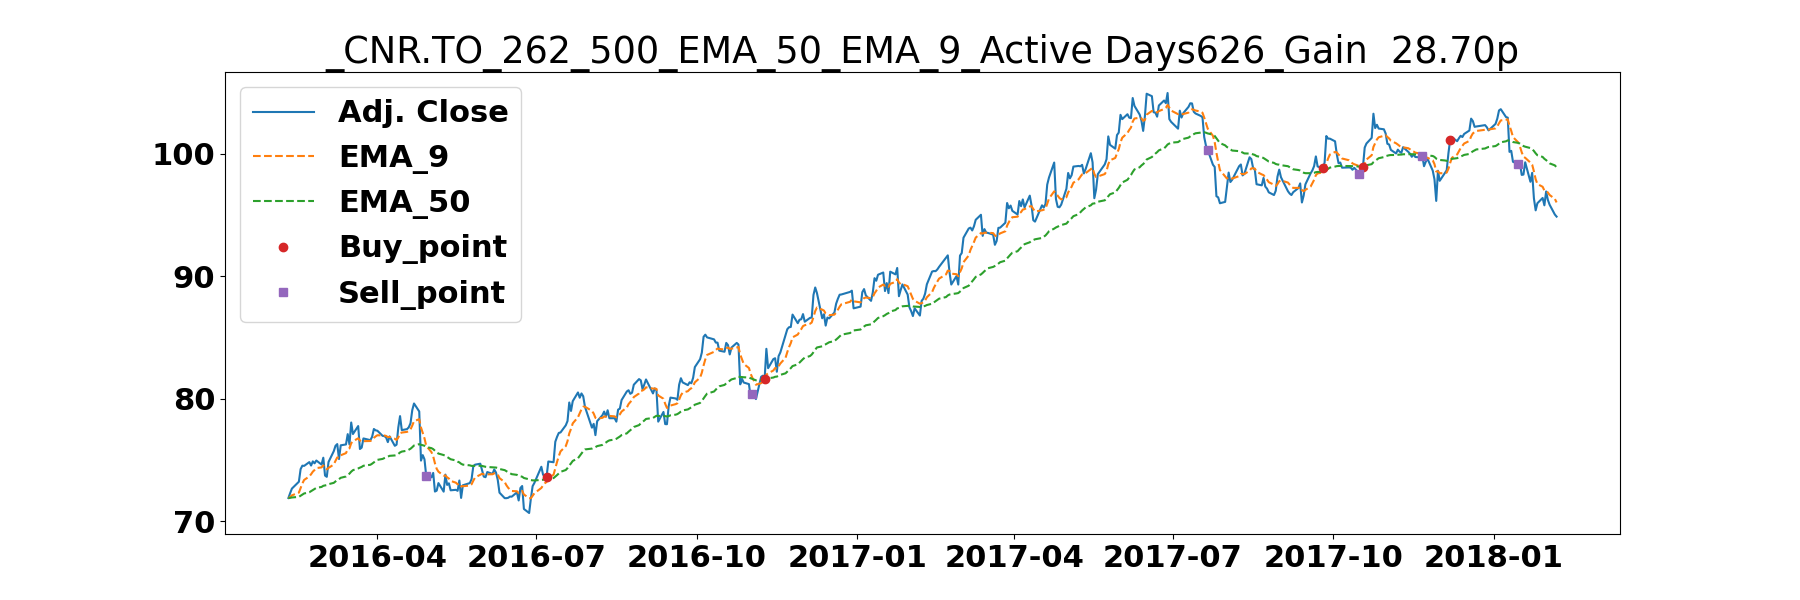 _CNR.TO_262_500_EMA_50_EMA_9_Active Days626_Gain  28.70p
Adj. Close
EMA_9
EMA_50
Buy_point
Sell_point
100
90
80
70
2016-04
2016-07
2016-10
2017-01
2017-04
2017-07
2017-10
2018-01